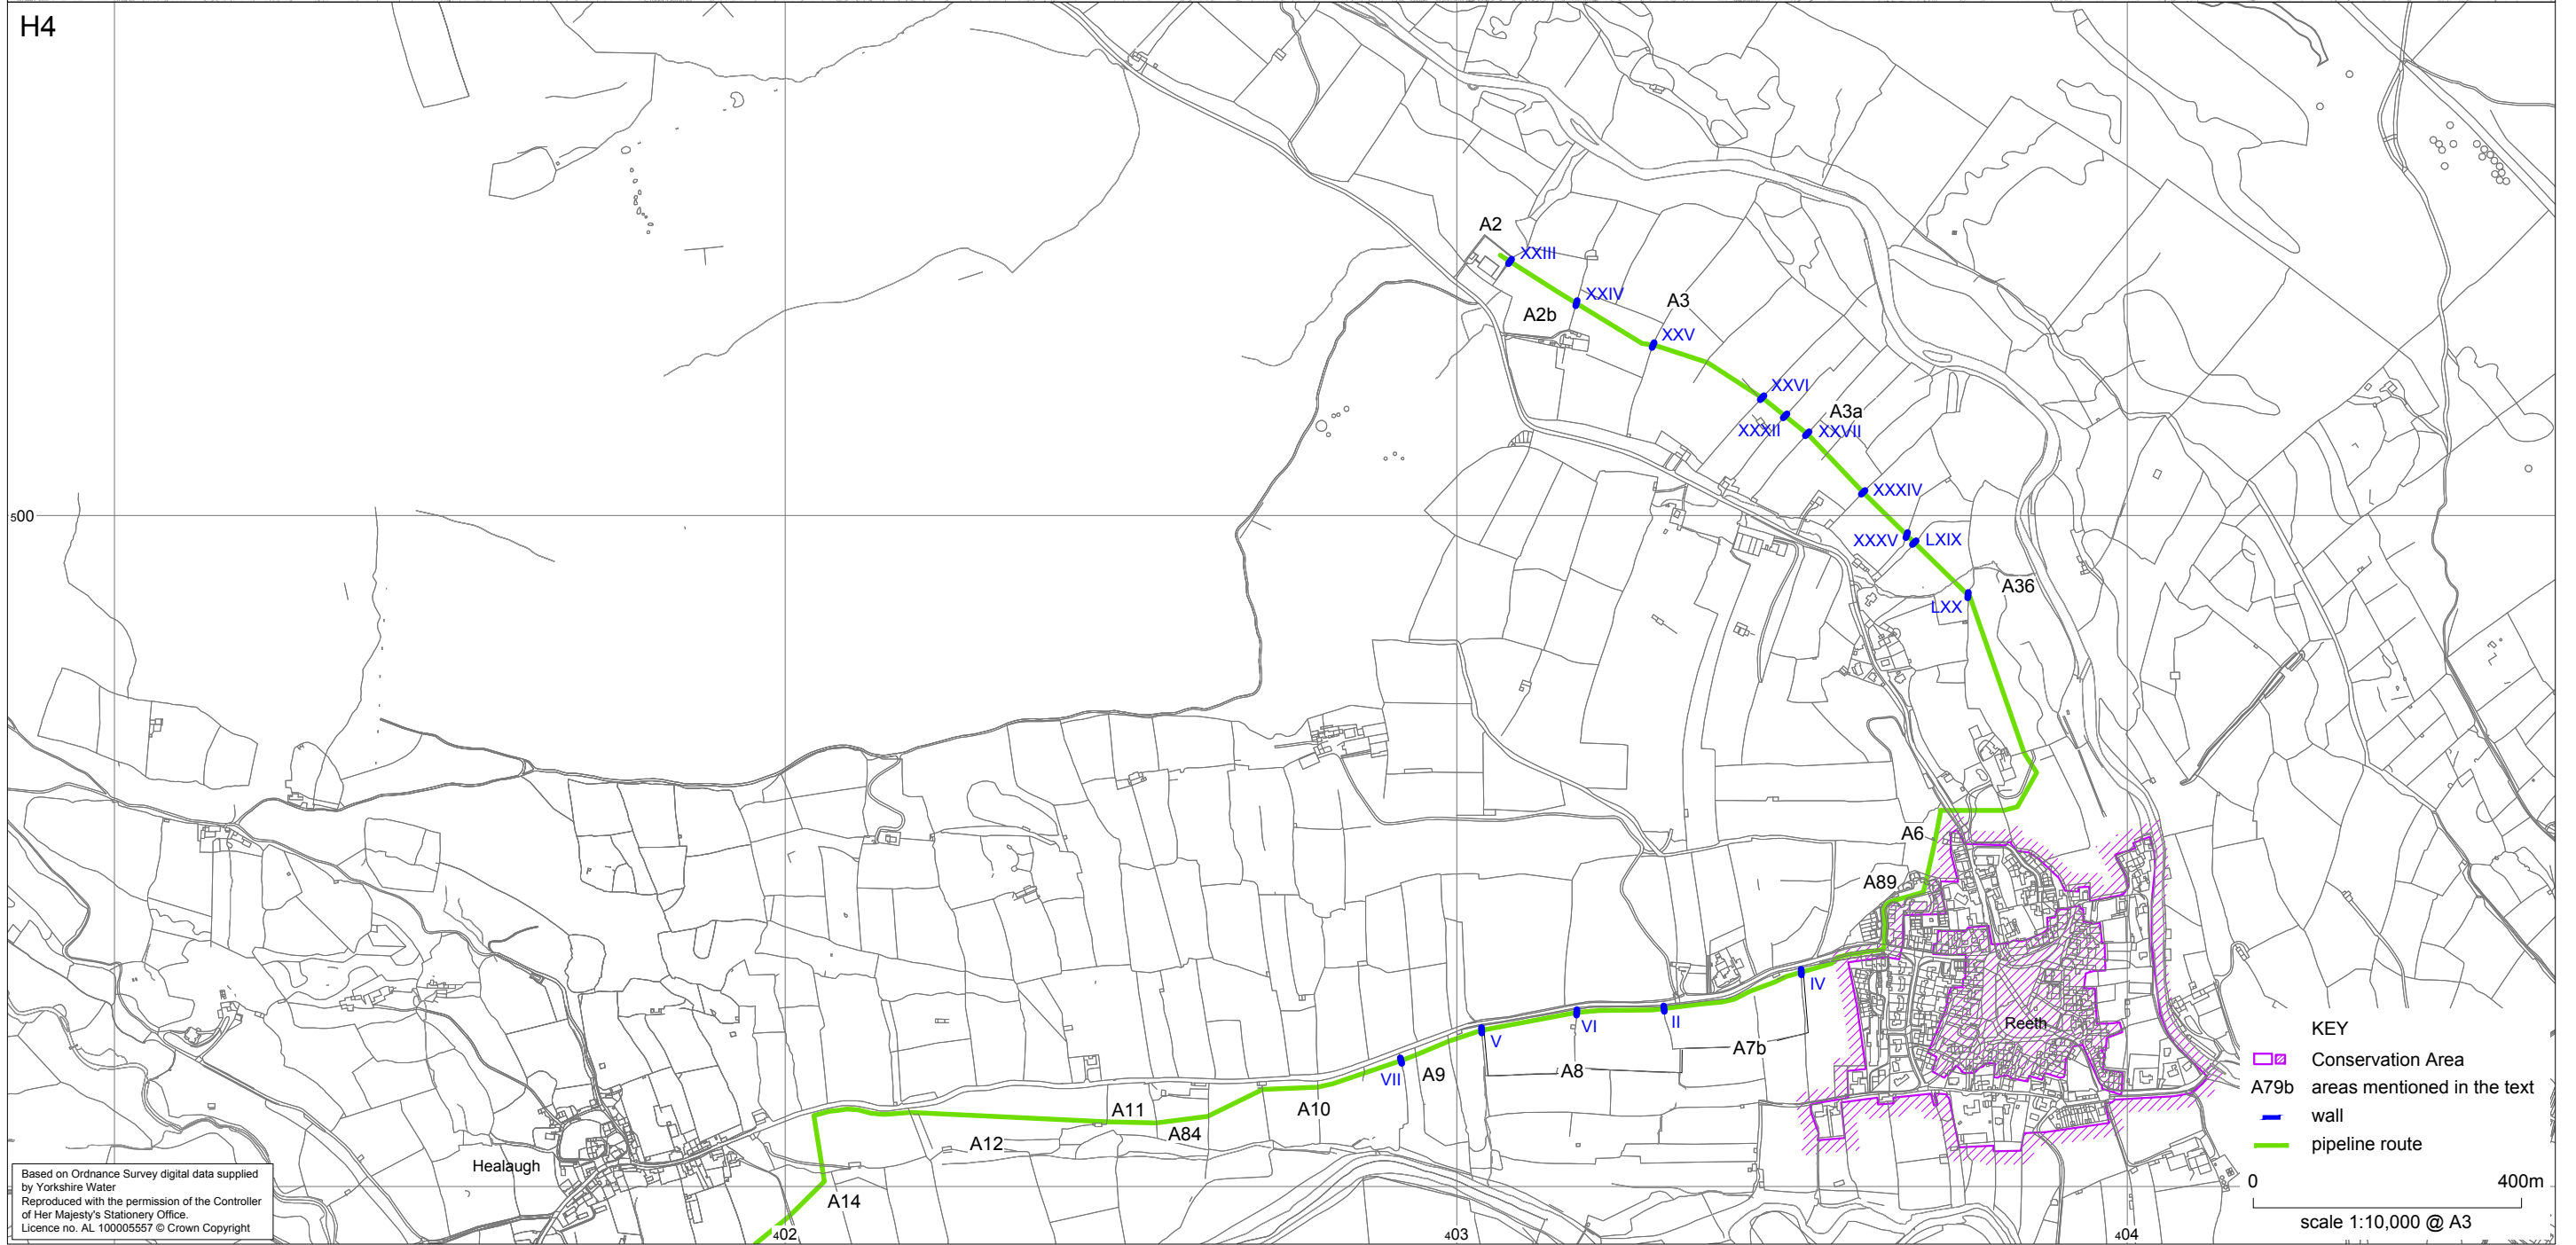 H4
A2
XXIII
XXIV
A3
A2b
XXV
XXVI
A3a
XXXII
XXVII
XXXIV
500
XXXV
LXIX
A36
LXX
A6
A89
IV
II
VI
V
Reeth
A7b
A8
A9
VII
A10
A11
A84
A12
Healaugh
A14
KEY
Conservation Area
A79b areas mentioned in the text
wall
pipeline route
0 400m
scale 1:10,000 @ A3
Based on Ordnance Survey digital data supplied
by Yorkshire Water
Reproduced with the permission of the Controller
of Her Majesty's Stationery Office.
Licence no. AL 100005557 © Crown Copyright
402
403
404